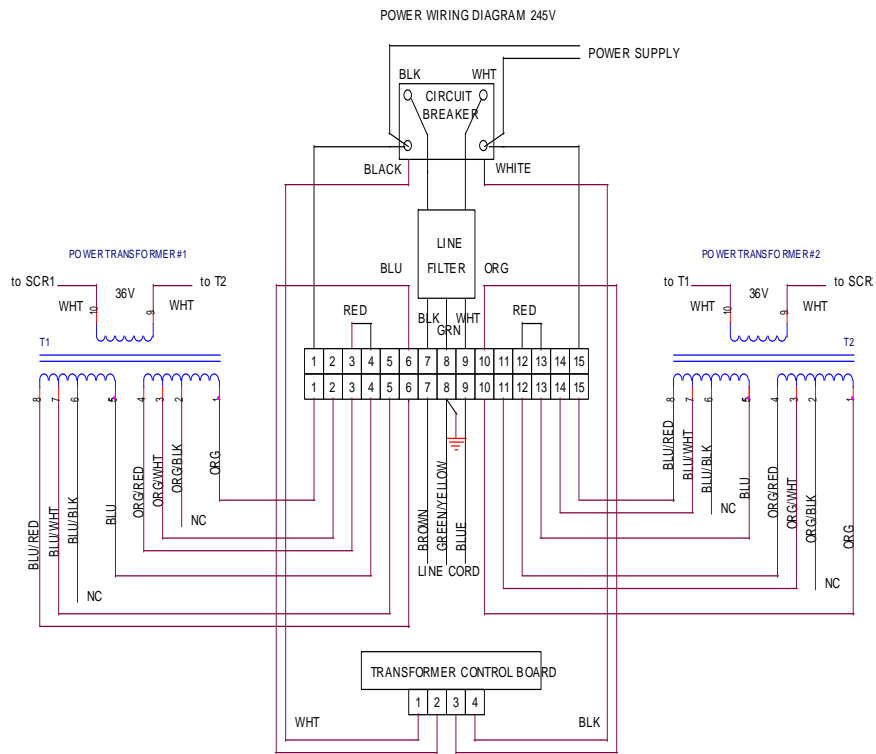 POWER WIRING DIAGRAM 245V
POWER SUPPLY
BLK
WHT
CIRCUIT
BREAKER
BLACK
WHITE
LINE
FILTER
BLU
ORG
POWER TRANSFORMER #1
to SCR1
to T2
36V
WHT
WHT
10
9
T1
POWER TRANSFORMER #2
to T1
to SCR2
36V
WHT
WHT
10
9
T2
RED
RED
BLK
WHT
GRN
1 2 3 4 5 6 7 8 9 10 11 12 13 14 15
1 2 3 4 5 6 7 8 9 10 11 12 13 14 15
8 7 6 5 4 3 2 1
8 7 6 5 4 3 2 1
BLU/RED
BLU/WHT
BLU/BLK
BLU
ORG/RED
ORG/WHT
ORG/BLK
ORG
NC
NC
BROWN
GREEN/YELLOW
BLUE
LINE CORD
BLU/RED
BLU/WHT
BLU/BLK
BLU
ORG/RED
ORG/WHT
ORG/BLK
ORG
NC
NC
TRANSFORMER CONTROL BOARD
1 2 3 4
WHT
BLK